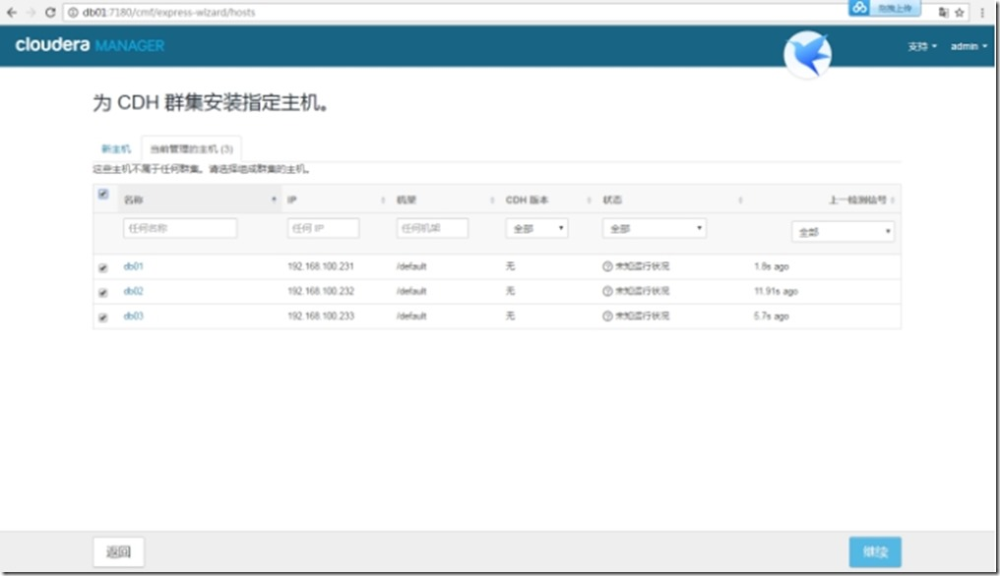 db01:7180/cmf/express-wizard/hosts 拖拽上传
cloudera MANAGER 支持 admin
为 CDH 群集安装指定主机。
新主机 当前管理的主机 (3)
这些主机不属于任何群集。请选择组成群集的主机。
名称 IP 机架 CDH 版本 状态 上一检测信号
任何名称 任何 IP 任何机架 全部 全部 全部
db01 192.168.100.231 /default 无 未知运行状况 1.8s ago
db02 192.168.100.232 /default 无 未知运行状况 11.91s ago
db03 192.168.100.233 /default 无 未知运行状况 5.7s ago
返回 继续